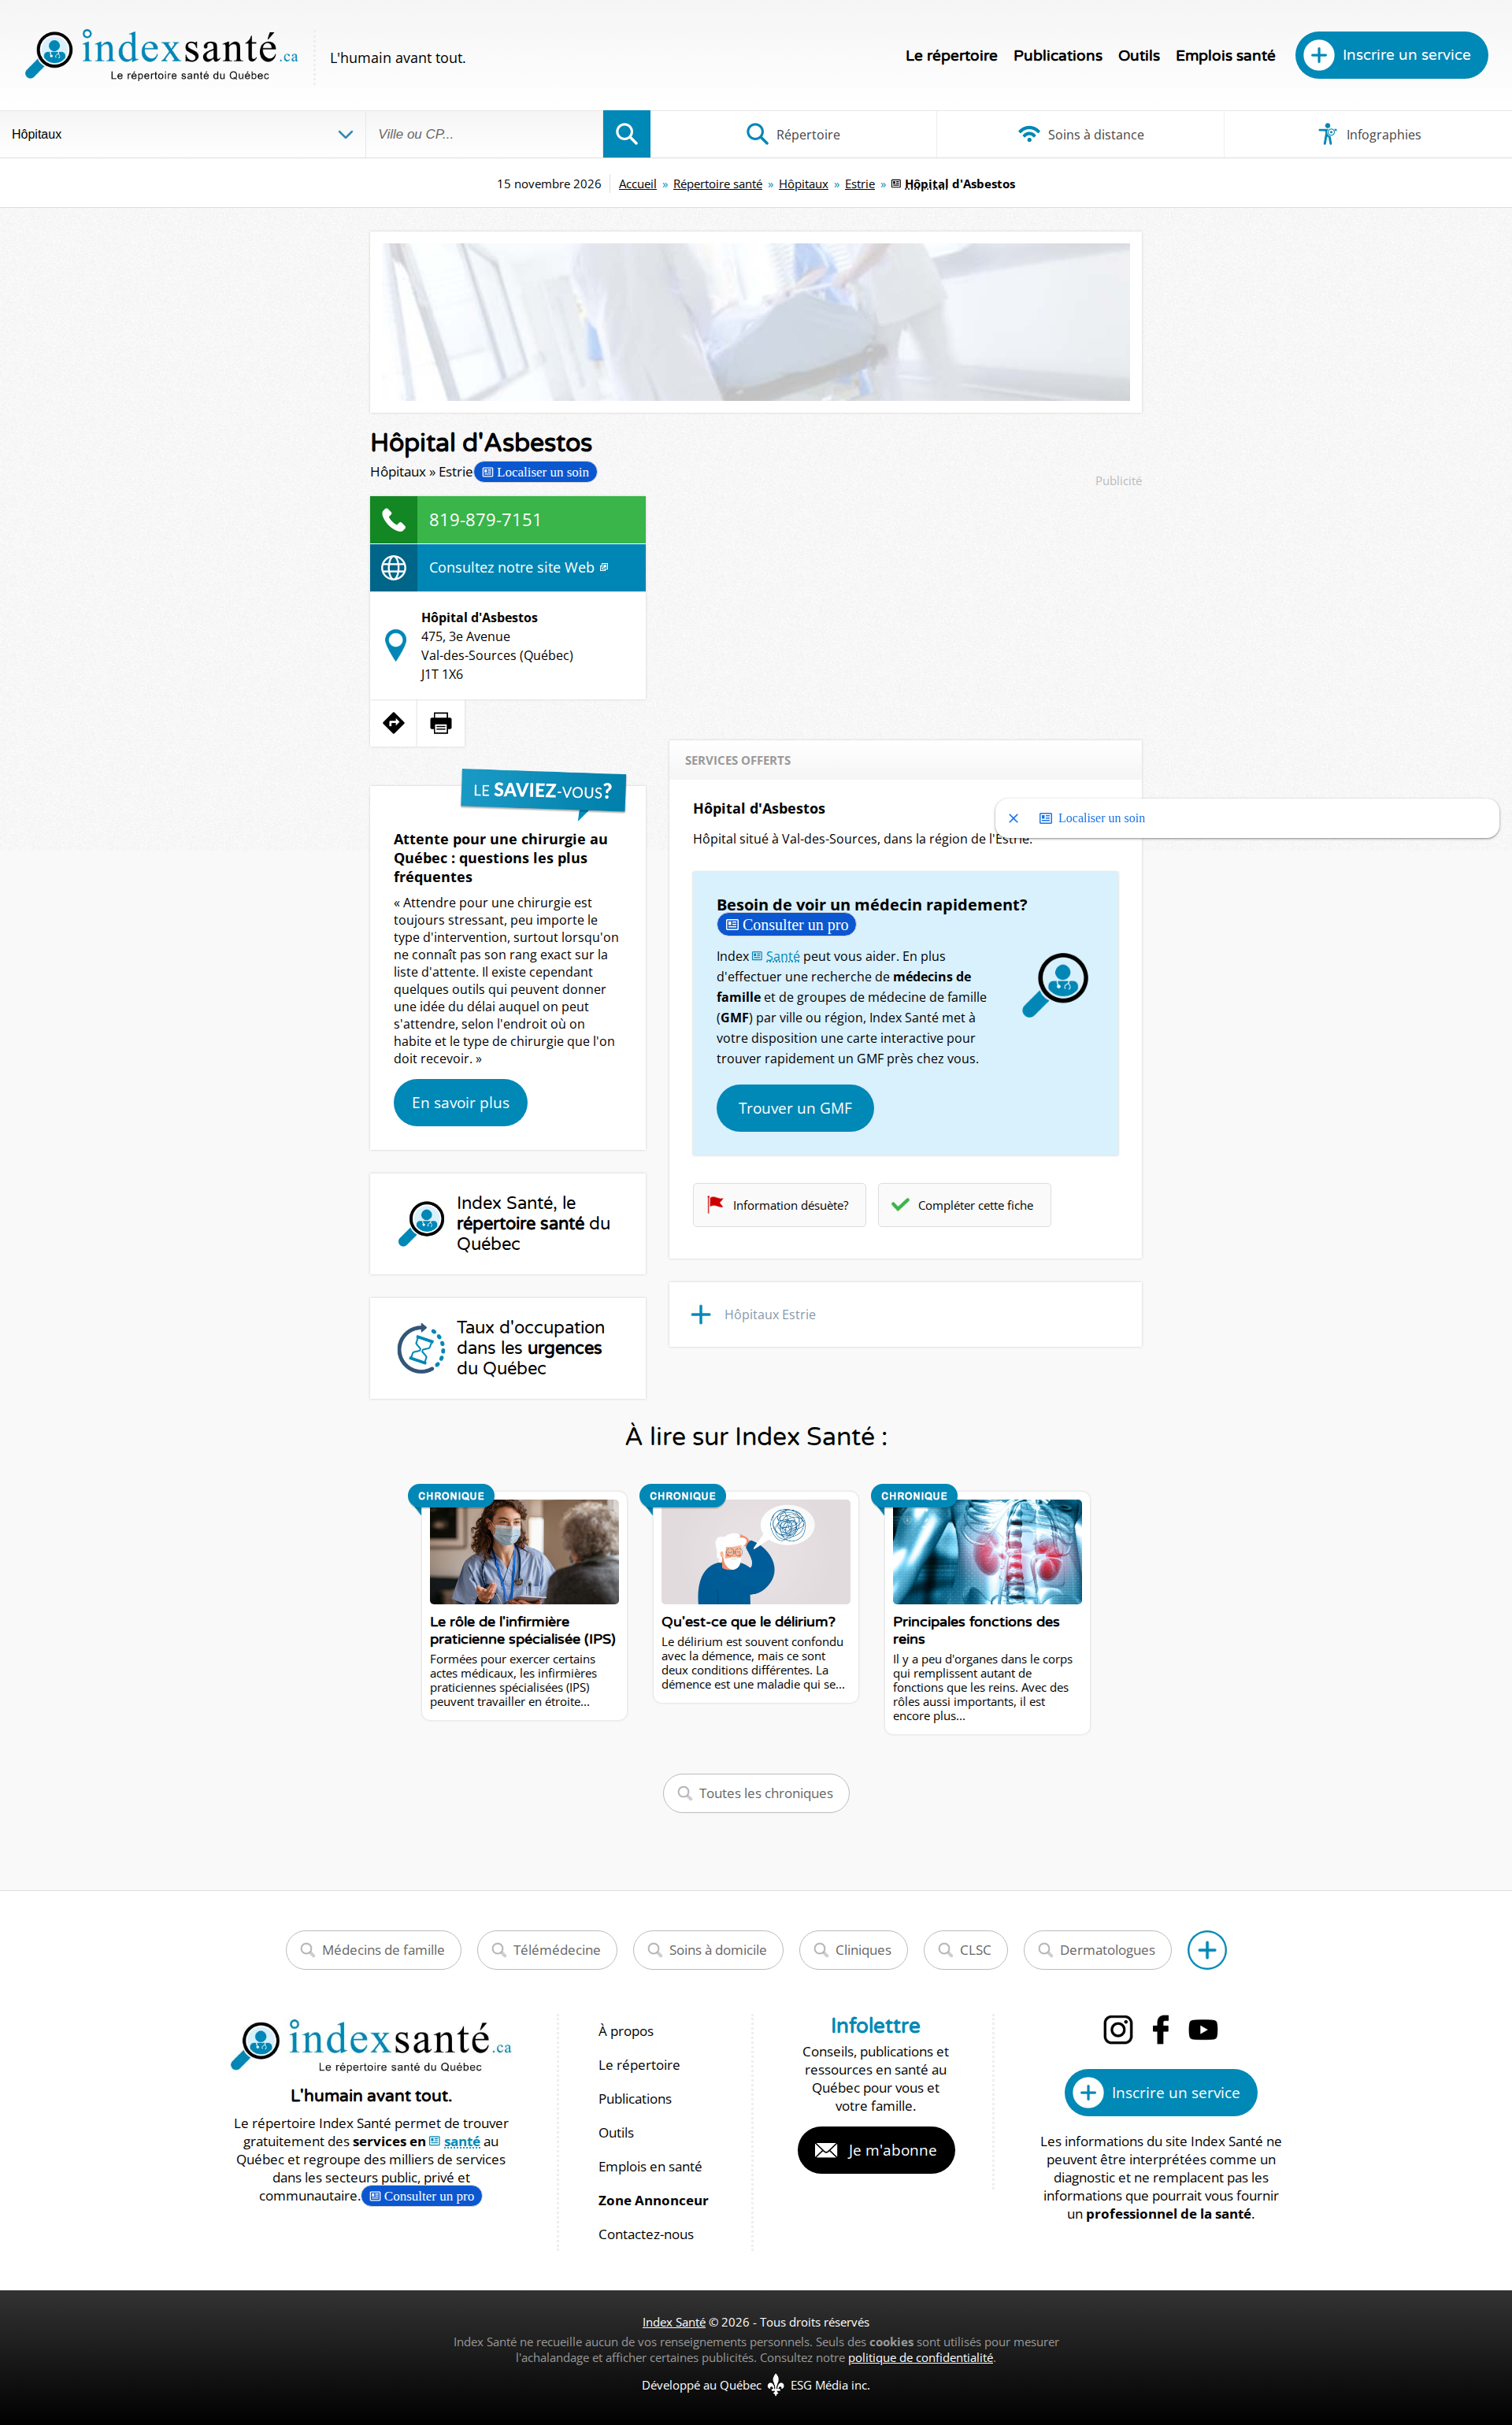 indexsanté.ca
Le répertoire santé du Québec
L'humain avant tout.
Le répertoire
Publications
Outils
Emplois santé
Inscrire un service
Hôpitaux
Ville ou CP...
Répertoire
Soins à distance
Infographies
15 novembre 2026
Accueil » Répertoire santé » Hôpitaux » Estrie » Hôpital d'Asbestos
Hôpital d'Asbestos
Hôpitaux » Estrie Localiser un soin
Publicité
819-879-7151
Consultez notre site Web
Hôpital d'Asbestos
475, 3e Avenue
Val-des-Sources (Québec)
J1T 1X6
LE SAVIEZ-VOUS?
Attente pour une chirurgie au
Québec : questions les plus
fréquentes
« Attendre pour une chirurgie est
toujours stressant, peu importe le
type d'intervention, surtout lorsqu'on
ne connaît pas son rang exact sur la
liste d'attente. Il existe cependant
quelques outils qui peuvent donner
une idée du délai auquel on peut
s'attendre, selon l'endroit où on
habite et le type de chirurgie que l'on
doit recevoir. »
En savoir plus
Index Santé, le
répertoire santé du
Québec
Taux d'occupation
dans les urgences
du Québec
SERVICES OFFERTS
Hôpital d'Asbestos
Hôpital situé à Val-des-Sources, dans la région de l'Estrie.
Localiser un soin
Besoin de voir un médecin rapidement?
Consulter un pro
Index Santé peut vous aider. En plus
d'effectuer une recherche de médecins de
famille et de groupes de médecine de famille
(GMF) par ville ou région, Index Santé met à
votre disposition une carte interactive pour
trouver rapidement un GMF près chez vous.
Trouver un GMF
Information désuète?
Compléter cette fiche
Hôpitaux Estrie
À lire sur Index Santé :
CHRONIQUE
Le rôle de l'infirmière
praticienne spécialisée (IPS)
Formées pour exercer certains
actes médicaux, les infirmières
praticiennes spécialisées (IPS)
peuvent travailler en étroite...
CHRONIQUE
Qu'est-ce que le délirium?
Le délirium est souvent confondu
avec la démence, mais ce sont
deux conditions différentes. La
démence est une maladie qui se...
CHRONIQUE
Principales fonctions des
reins
Il y a peu d'organes dans le corps
qui remplissent autant de
fonctions que les reins. Avec des
rôles aussi importants, il est
encore plus...
Toutes les chroniques
Médecins de famille
Télémédecine
Soins à domicile
Cliniques
CLSC
Dermatologues
indexsanté.ca
Le répertoire santé du Québec
L'humain avant tout.
Le répertoire Index Santé permet de trouver
gratuitement des services en santé au
Québec et regroupe des milliers de services
dans les secteurs public, privé et
communautaire. Consulter un pro
À propos
Le répertoire
Publications
Outils
Emplois en santé
Zone Annonceur
Contactez-nous
Infolettre
Conseils, publications et
ressources en santé au
Québec pour vous et
votre famille.
Je m'abonne
Inscrire un service
Les informations du site Index Santé ne
peuvent être interprétées comme un
diagnostic et ne remplacent pas les
informations que pourrait vous fournir
un professionnel de la santé.
Index Santé © 2026 - Tous droits réservés
Index Santé ne recueille aucun de vos renseignements personnels. Seuls des cookies sont utilisés pour mesurer
l'achalandage et afficher certaines publicités. Consultez notre politique de confidentialité.
Développé au Québec ESG Média inc.